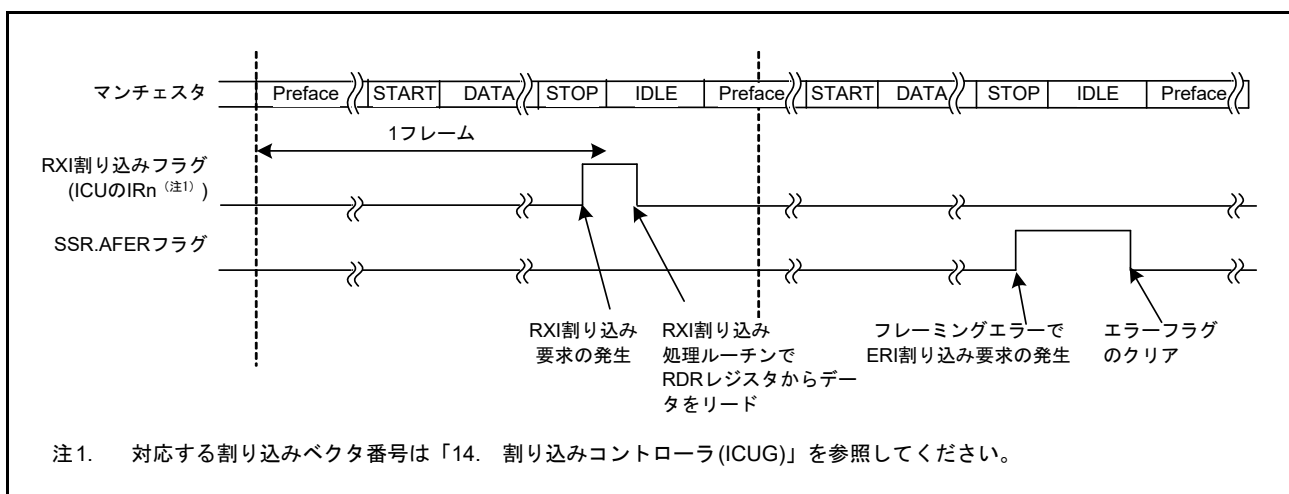 マンチェスタ Preface START DATA STOP IDLE Preface START DATA STOP IDLE Preface
1フレーム
RXI割り込みフラグ
(ICUのIRn（注1）)
SSR.AFERフラグ
RXI割り込み
要求の発生
RXI割り込み
処理ルーチンで
RDRレジスタからデー
タをリード
フレーミングエラーで
ERI割り込み要求の発生
エラーフラグ
のクリア
注1. 対応する割り込みベクタ番号は「14. 割り込みコントローラ(ICUG)」を参照してください。